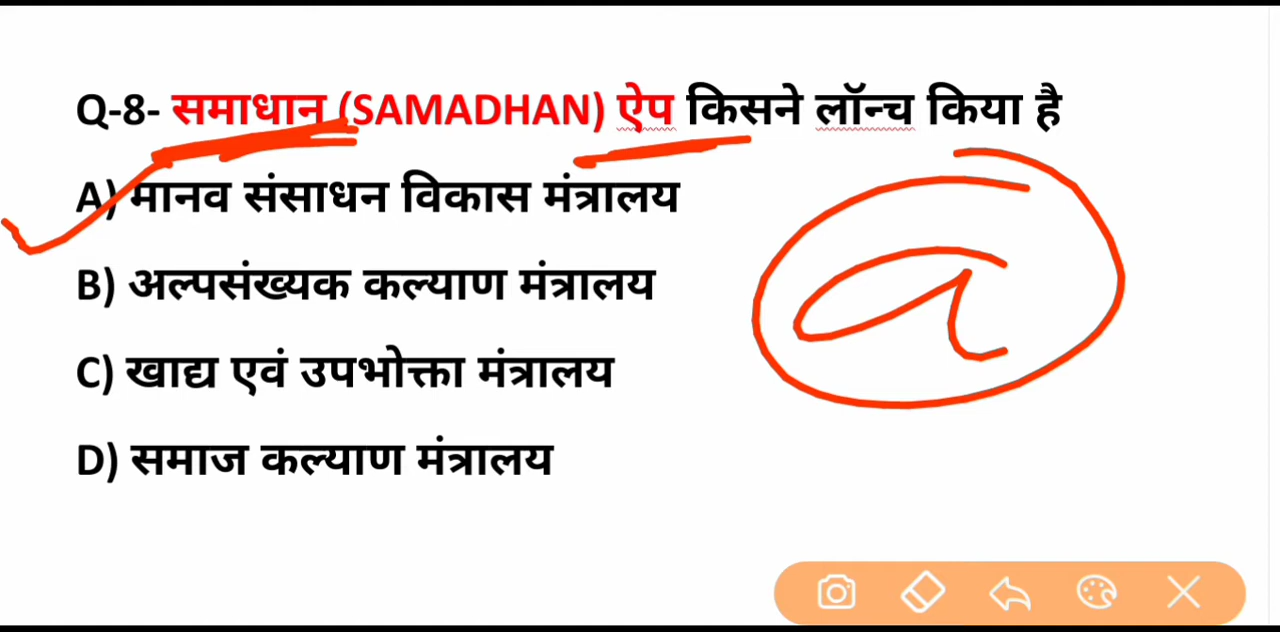 Q-8- समाधान (SAMADHAN) ऐप किसने लॉन्च किया है
A) मानव संसाधन विकास मंत्रालय
a
B) अल्पसंख्यक कल्याण मंत्रालय
C) खाद्य एवं उपभोक्ता मंत्रालय
D) समाज कल्याण मंत्रालय